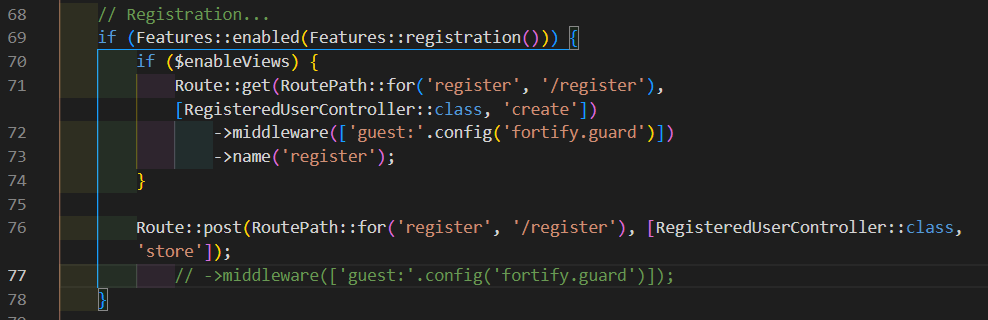 68 // Registration...
69 if (Features::enabled(Features::registration())) {
70 if ($enableViews) {
71 Route::get(RoutePath::for('register', '/register'),
[RegisteredUserController::class, 'create'])
72 ->middleware(['guest:'.config('fortify.guard')])
73 ->name('register');
74 }
75
76 Route::post(RoutePath::for('register', '/register'), [RegisteredUserController::class,
'store']);
77 // ->middleware(['guest:'.config('fortify.guard')]);
78 }